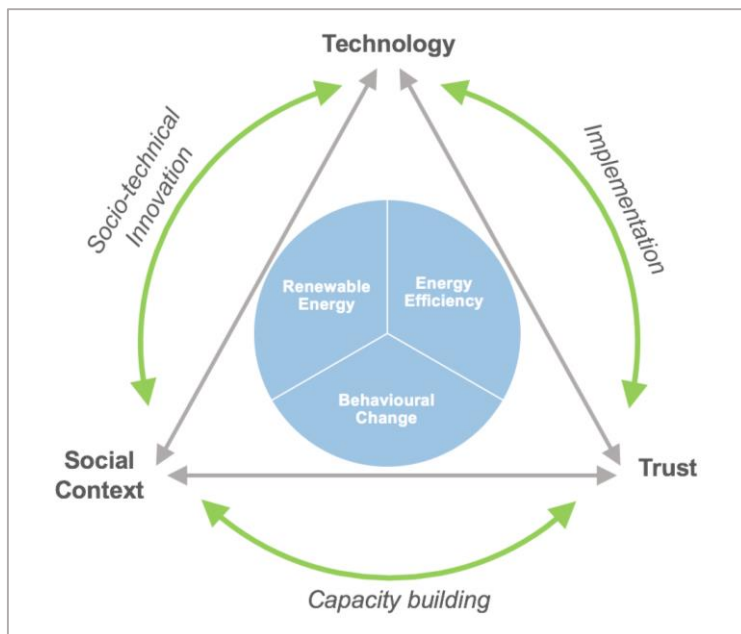 Technology
Socio-technical
Innovation
Implementation
Renewable
Energy
Energy
Efficiency
Behavioural
Change
Social
Context
Trust
Capacity building